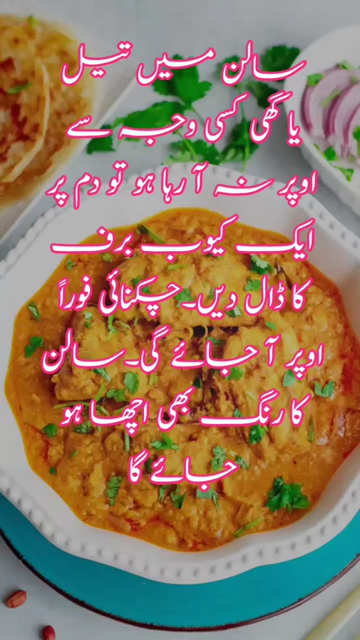 سالن میں تیل
یا گھی کسی وجہ سے
اوپر نہ آ رہا ہو تو دم پر
ایک کیوب برف
کا ڈال دیں۔ چکنائی فوراً
اوپر آ جائے گی۔ سالن
کا رنگ بھی اچھا ہو
جائے گا